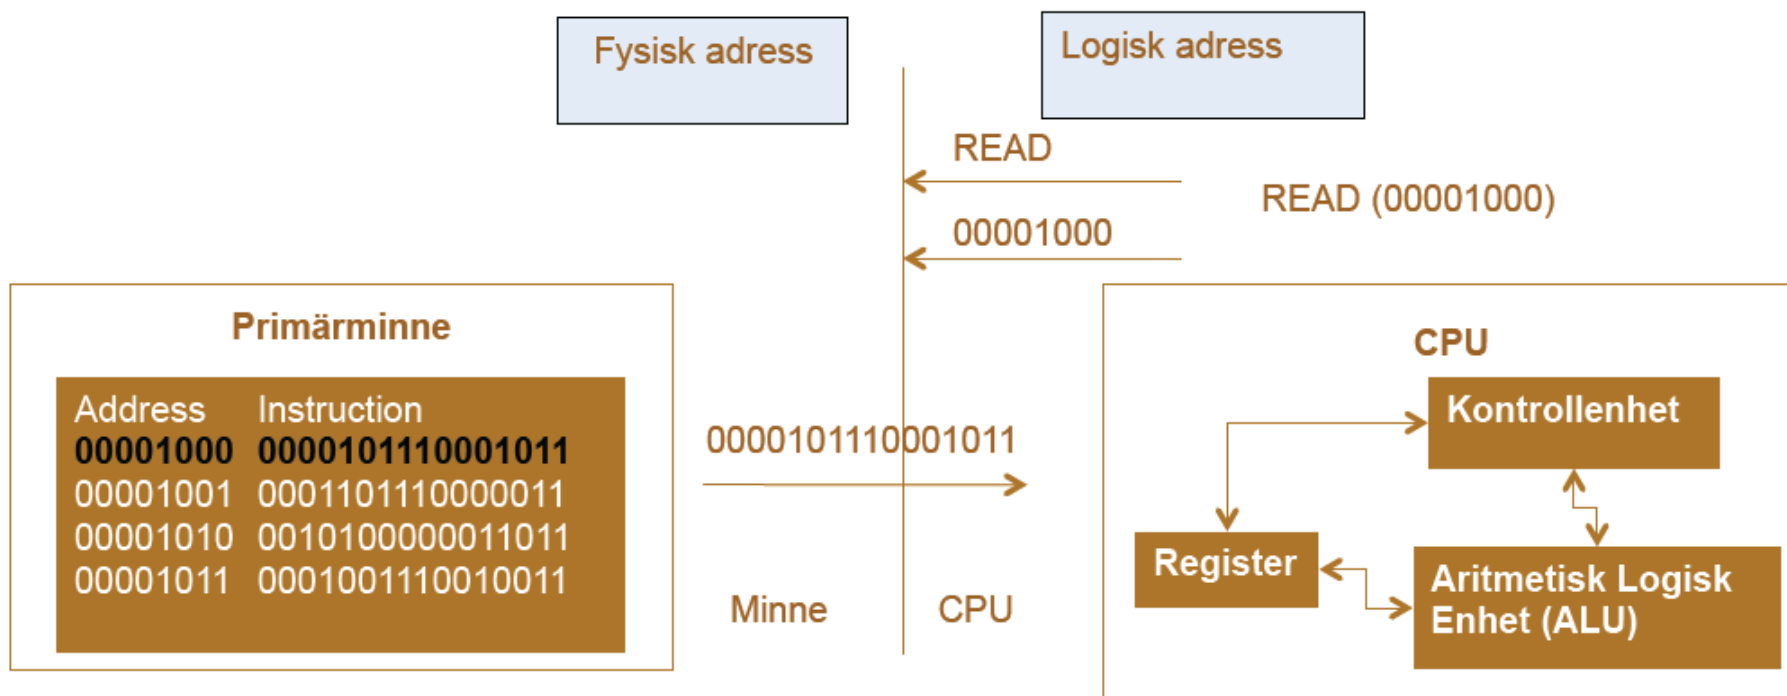 Fysisk adress
Logisk adress
READ
READ (00001000)
00001000
Primärminne
Address Instruction
00001000 0000101110001011
00001001 0001101110000011
00001010 0010100000011011
00001011 0001001110010011
0000101110001011
Minne
CPU
CPU
Kontrollenhet
Register
Aritmetisk Logisk
Enhet (ALU)